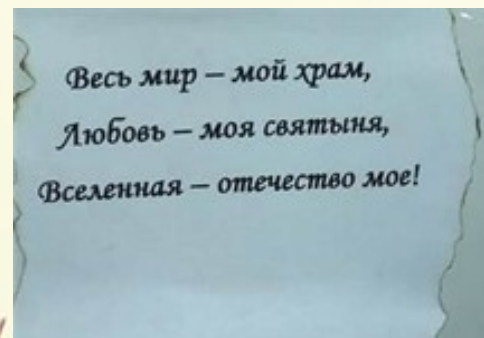 Весь мир – мой храм,
Любовь – моя святыня,
Вселенная – отечество мое!